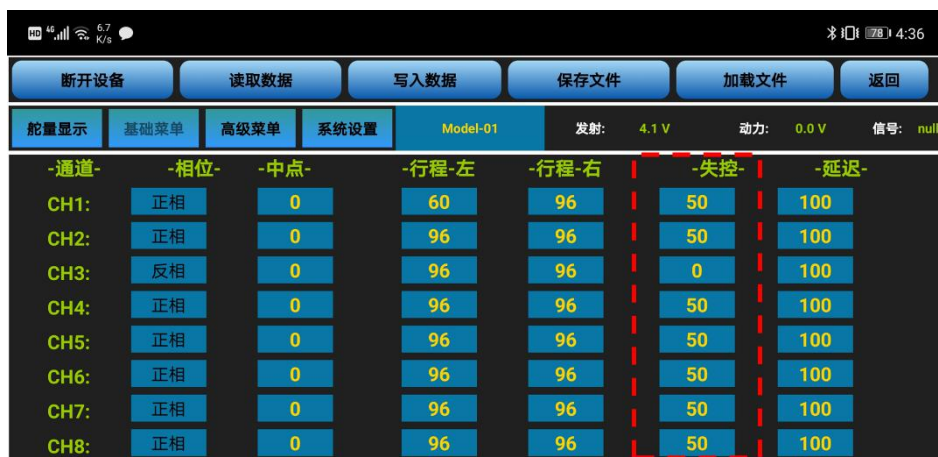 HD 4G 6.7 K/s 78 4:36
断开设备 读取数据 写入数据 保存文件 加载文件 返回
舵量显示 基础菜单 高级菜单 系统设置 Model-01 发射: 4.1 V 动力: 0.0 V 信号: null
-通道- -相位- -中点- -行程-左 -行程-右 -失控- -延迟-
CH1: 正相 0 60 96 50 100
CH2: 正相 0 96 96 50 100
CH3: 反相 0 96 96 0 100
CH4: 正相 0 96 96 50 100
CH5: 正相 0 96 96 50 100
CH6: 正相 0 96 96 50 100
CH7: 正相 0 96 96 50 100
CH8: 正相 0 96 96 50 100